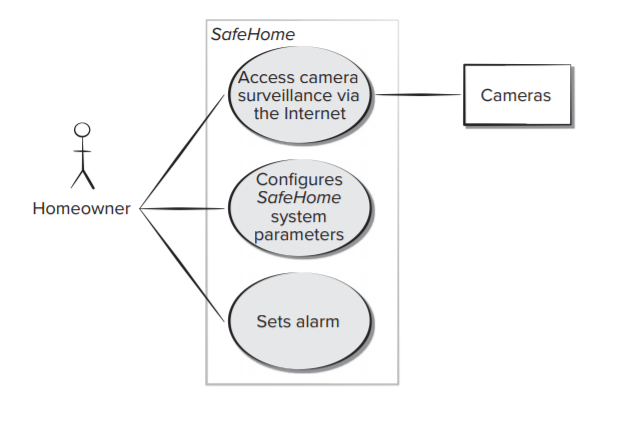 SafeHome
Access camera
surveillance via
the Internet
Cameras
Homeowner
Configures
SafeHome
system
parameters
Sets alarm